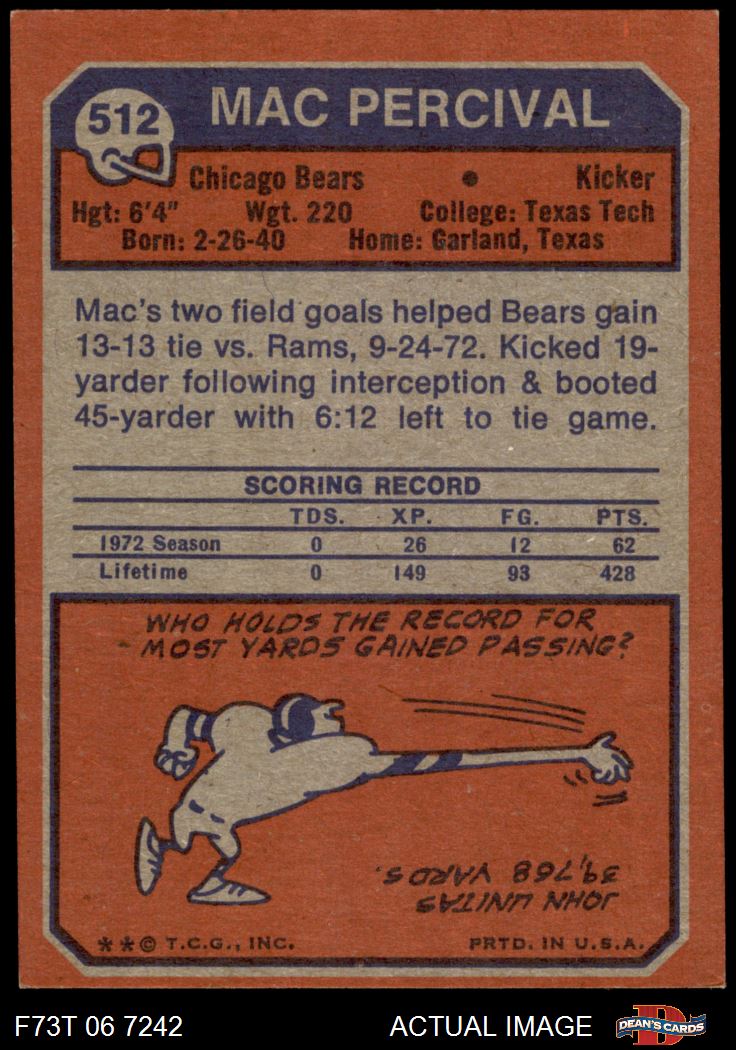 512
MAC PERCIVAL
Chicago Bears • Kicker
Hgt: 6'4" Wgt. 220 College: Texas Tech
Born: 2-26-40 Home: Garland, Texas
Mac's two field goals helped Bears gain
13-13 tie vs. Rams, 9-24-72. Kicked 19-
yarder following interception & booted
45-yarder with 6:12 left to tie game.
SCORING RECORD
TDS. XP. FG. PTS.
1972 Season 0 26 12 62
Lifetime 0 149 93 428
WHO HOLDS THE RECORD FOR
MOST YARDS GAINED PASSING?
JOHN UNITAS
39,768 YARDS.
**© T.C.G., INC. PRTD. IN U.S.A.
F73T 06 7242 ACTUAL IMAGE
D
DEAN'S CARDS